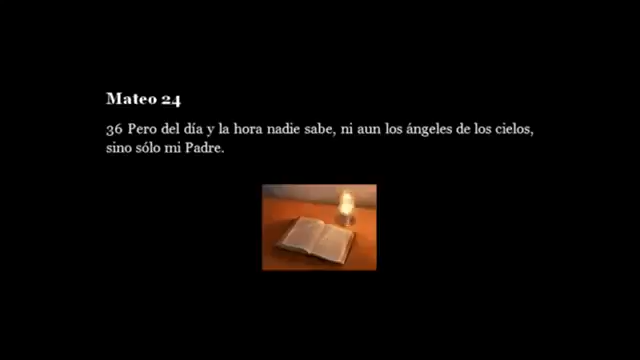 Mateo 24
36 Pero del día y la hora nadie sabe, ni aun los ángeles de los cielos,
sino sólo mi Padre.